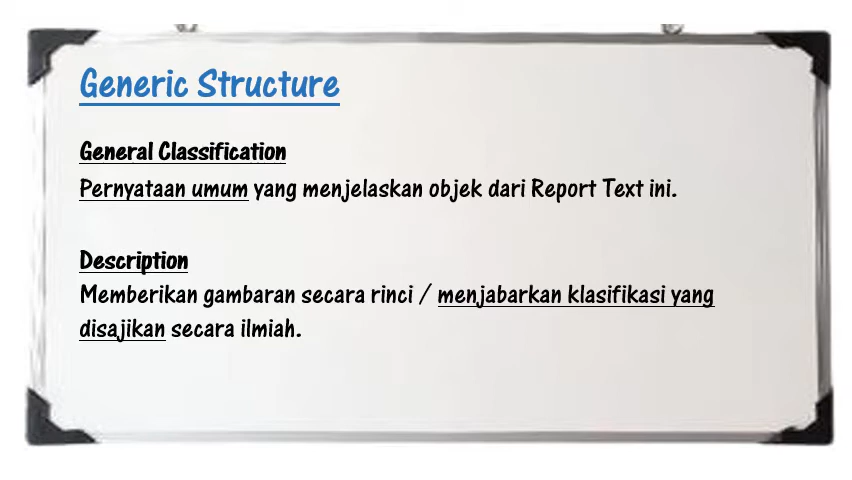 Generic Structure
General Classification
Pernyataan umum yang menjelaskan objek dari Report Text ini.
Description
Memberikan gambaran secara rinci / menjabarkan klasifikasi yang
disajikan secara ilmiah.